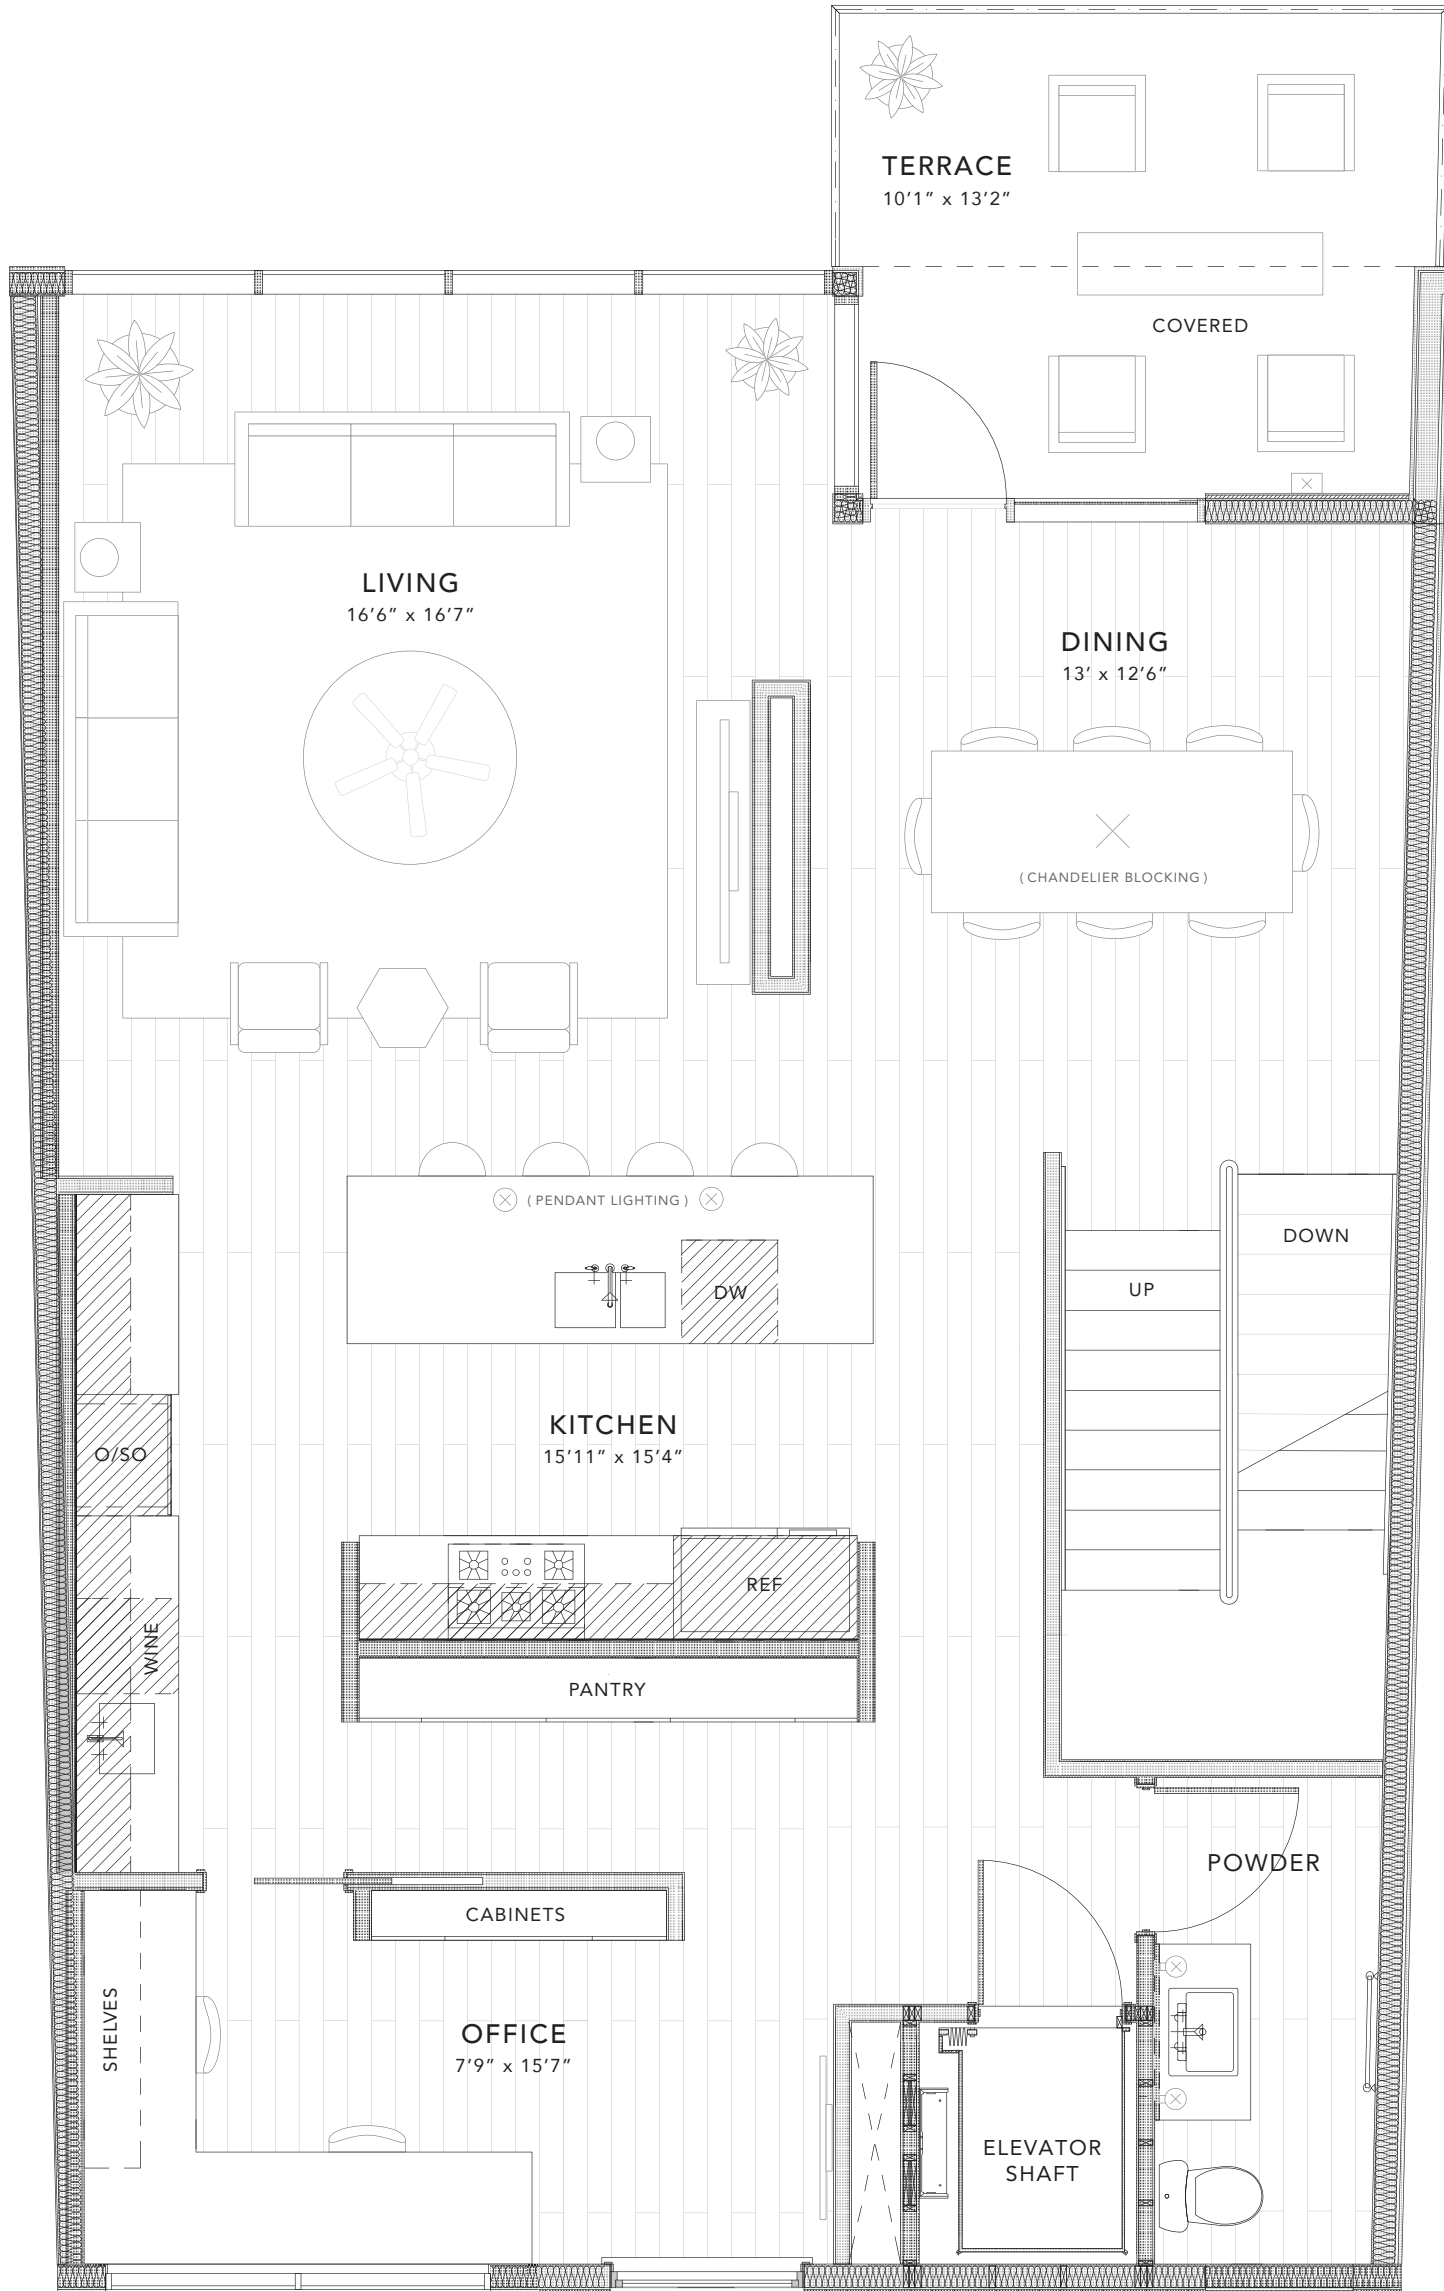 TERRACE
10’1” x 13’2”
COVERED
LIVING
16’6” x 16’7”
DINING
13’ x 12’6”
( CHANDELIER BLOCKING )
( PENDANT LIGHTING )
DW
DOWN
UP
KITCHEN
15’11” x 15’4”
O/SO
REF
WINE
PANTRY
POWDER
CABINETS
SHELVES
OFFICE
7’9” x 15’7”
ELEVATOR
SHAFT